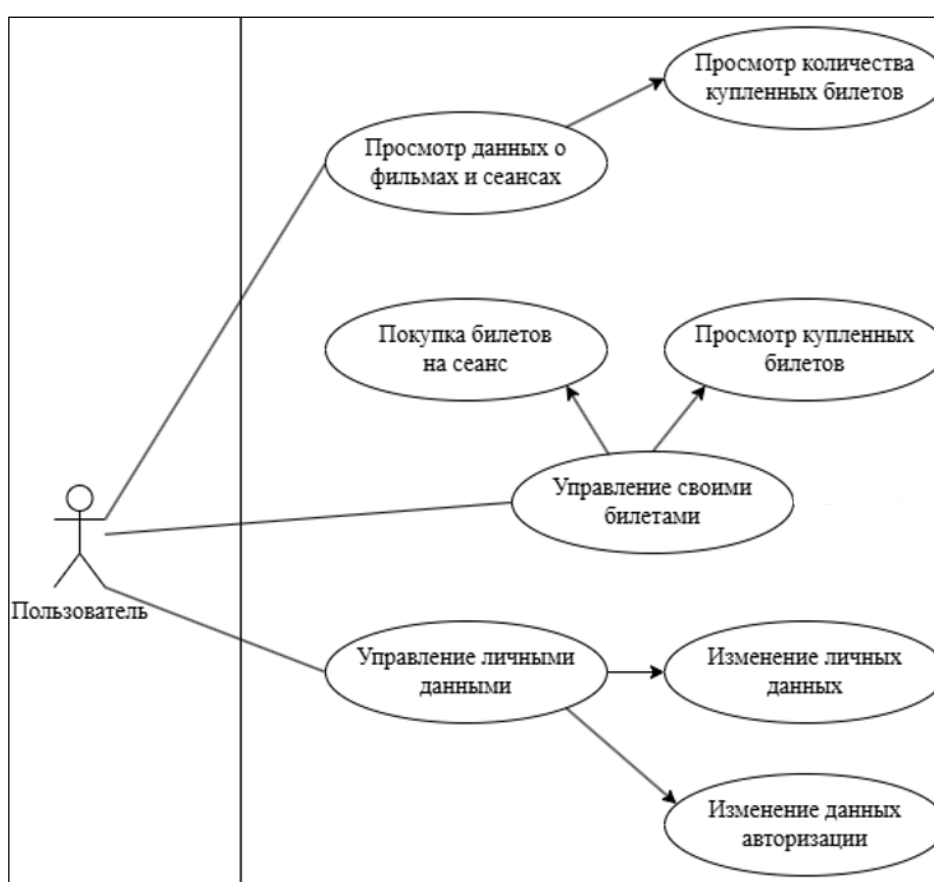 Просмотр количества
купленных билетов
Просмотр данных о
фильмах и сеансах
Покупка билетов
на сеанс
Просмотр купленных
билетов
Управление своими
билетами
Пользователь
Управление личными
данными
Изменение личных
данных
Изменение данных
авторизации